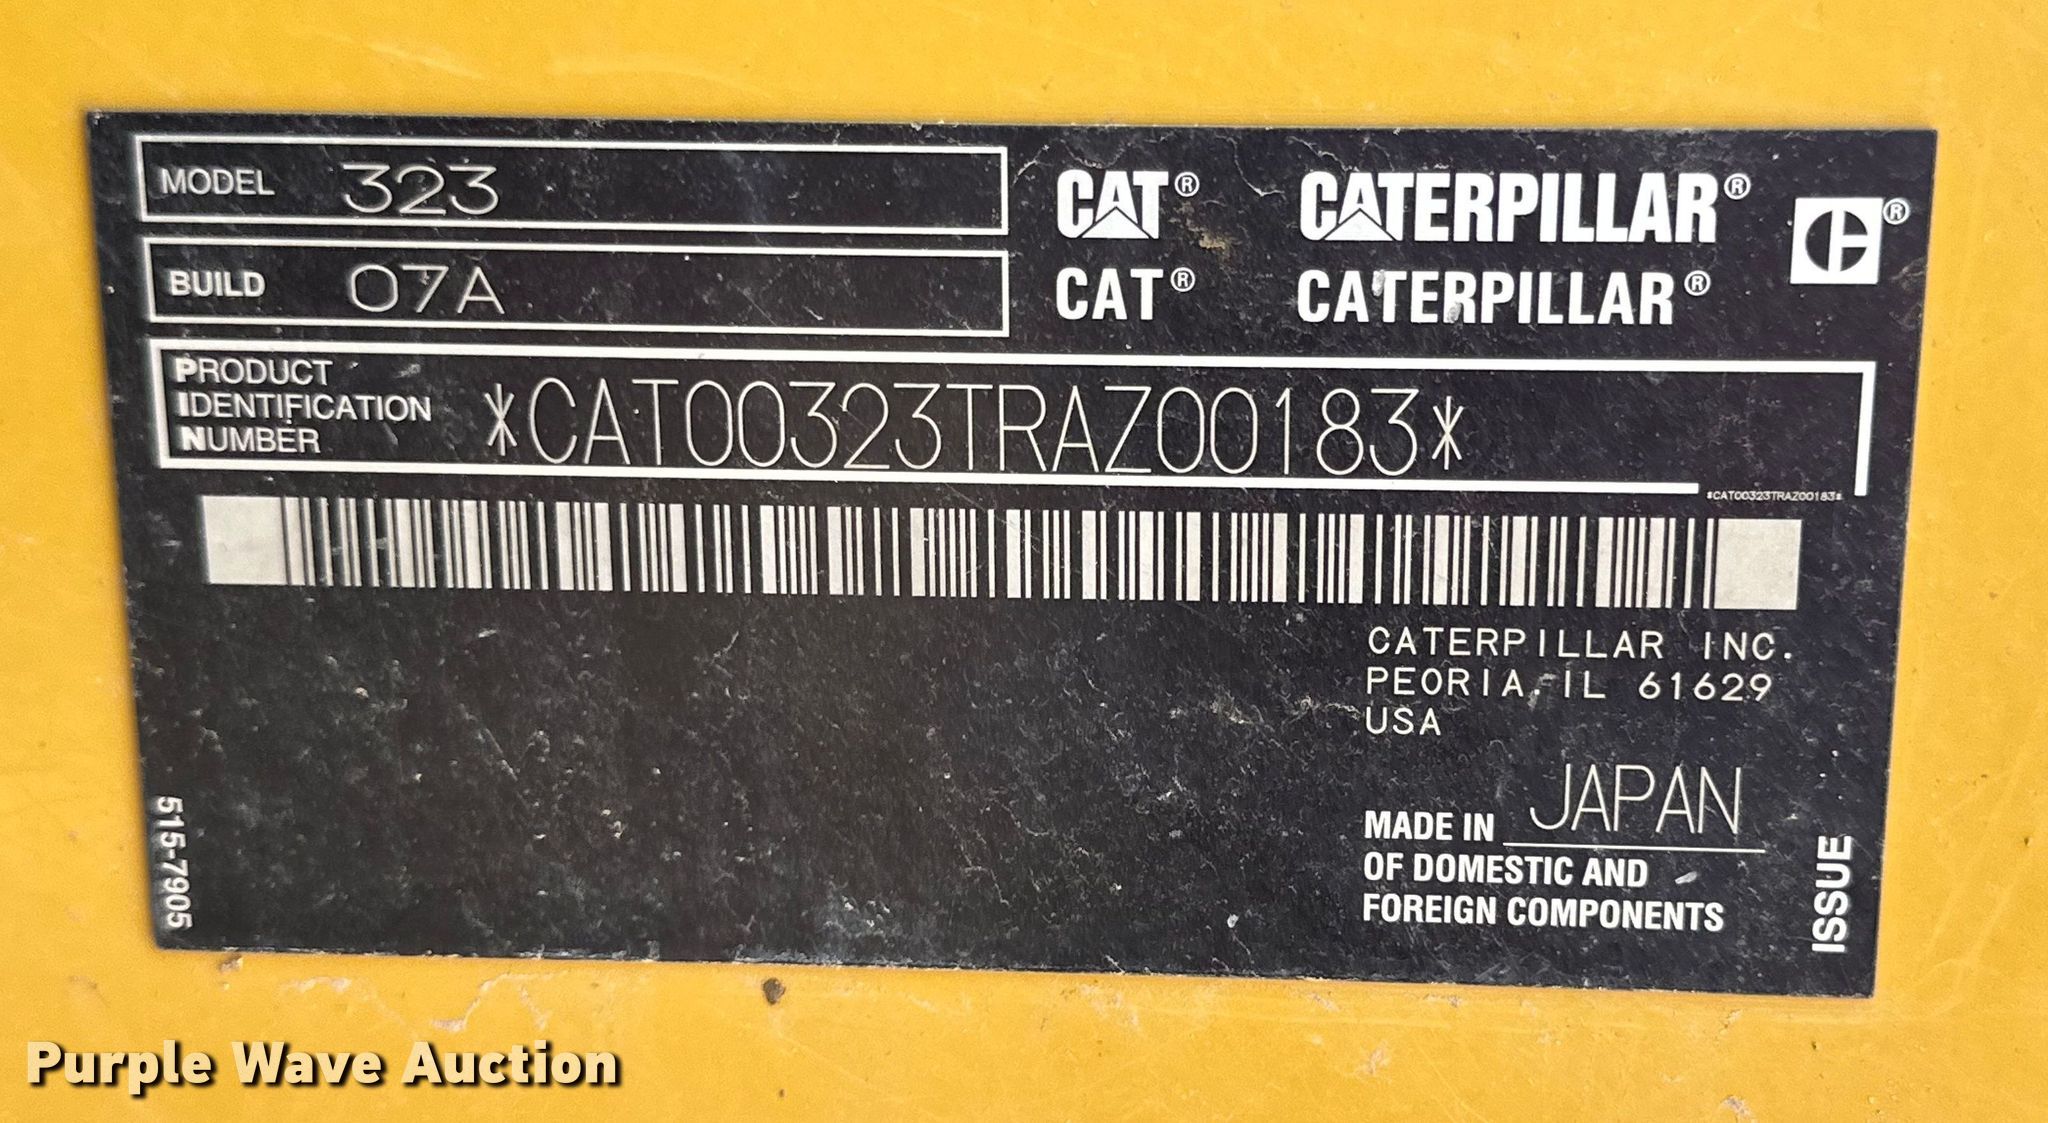 MODEL 323
BUILD 07A
CAT® CATERPILLAR® ®
CAT® CATERPILLAR®
PRODUCT
IDENTIFICATION
NUMBER
*CAT00323TRAZ00183*
*CAT00323TRAZ00183*
CATERPILLAR INC.
PEORIA, IL 61629
USA
MADE IN JAPAN
OF DOMESTIC AND
FOREIGN COMPONENTS
515-7905
ISSUE
Purple Wave Auction